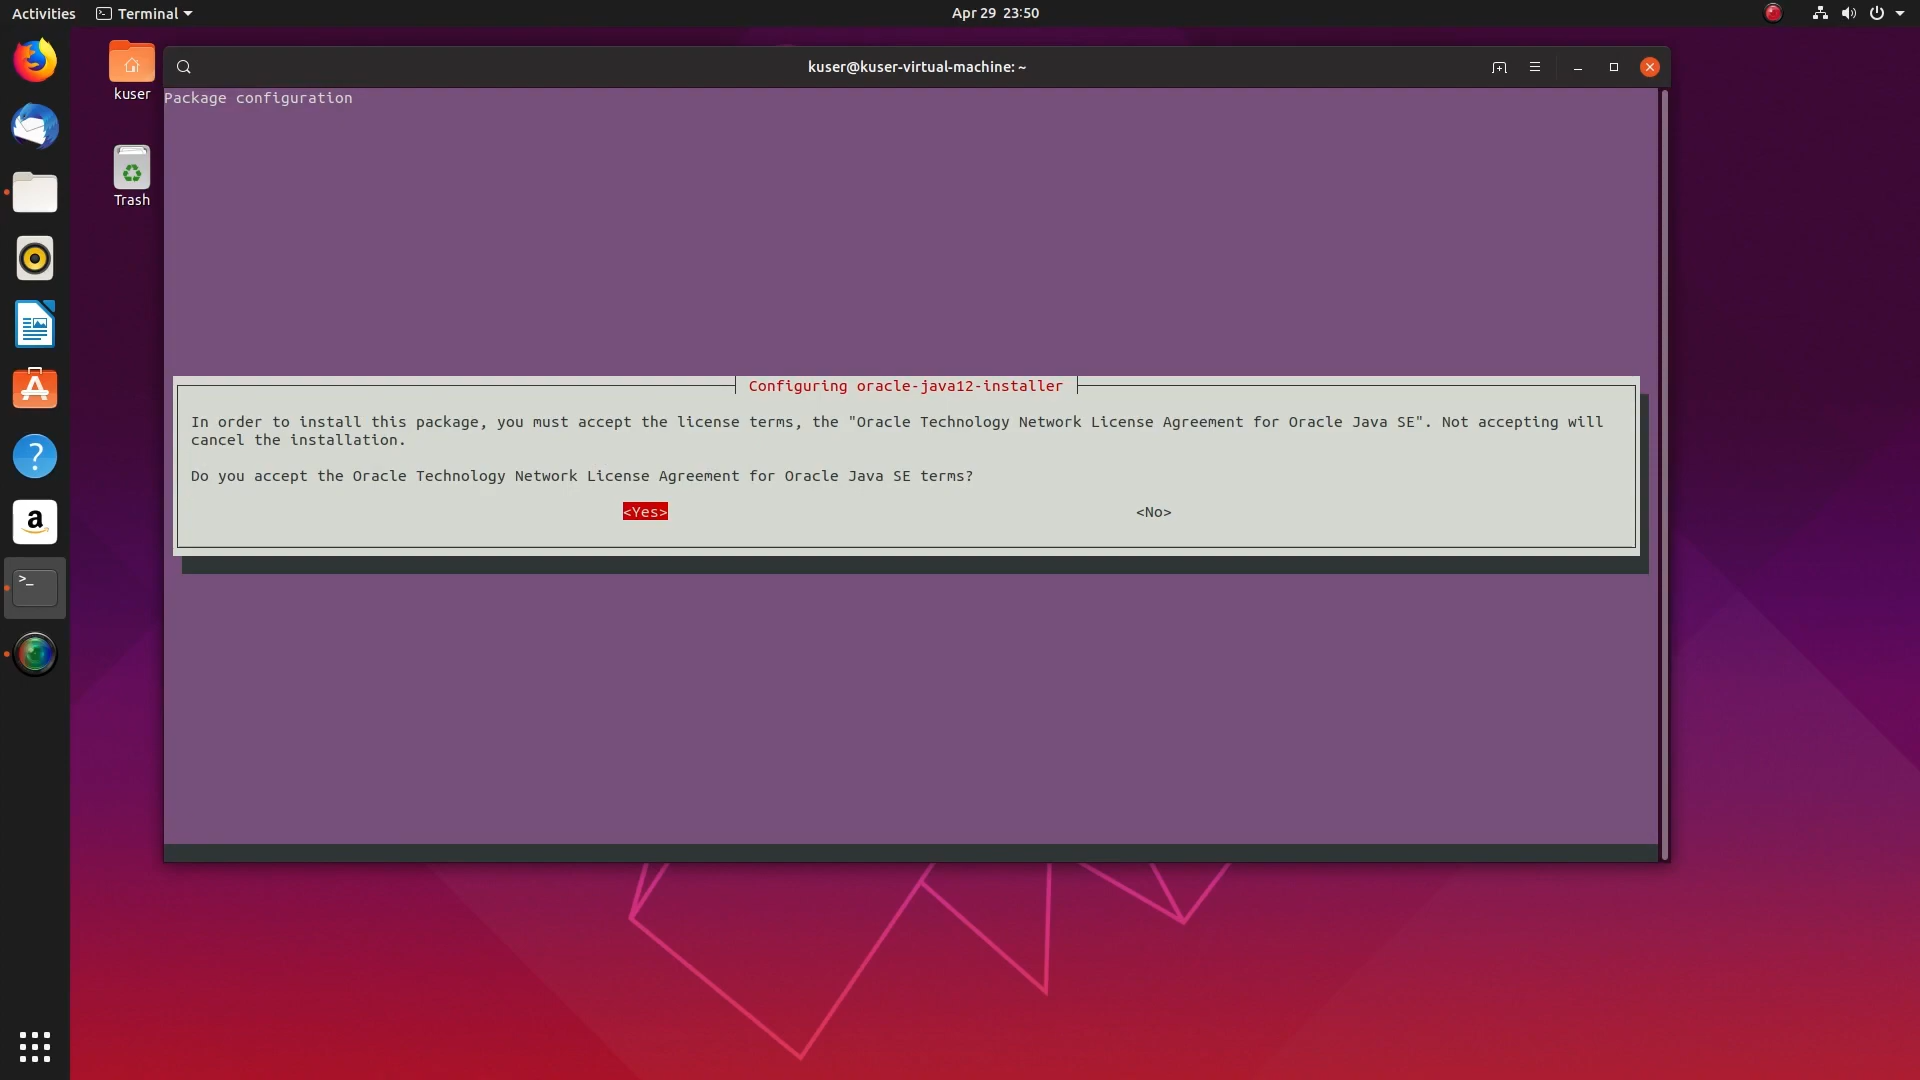 Activities Terminal Apr 29 23:50
kuser@kuser-virtual-machine: ~
kuser
Trash
Package configuration
Configuring oracle-java12-installer
In order to install this package, you must accept the license terms, the "Oracle Technology Network License Agreement for Oracle Java SE". Not accepting will
cancel the installation.
Do you accept the Oracle Technology Network License Agreement for Oracle Java SE terms?
<Yes> <No>